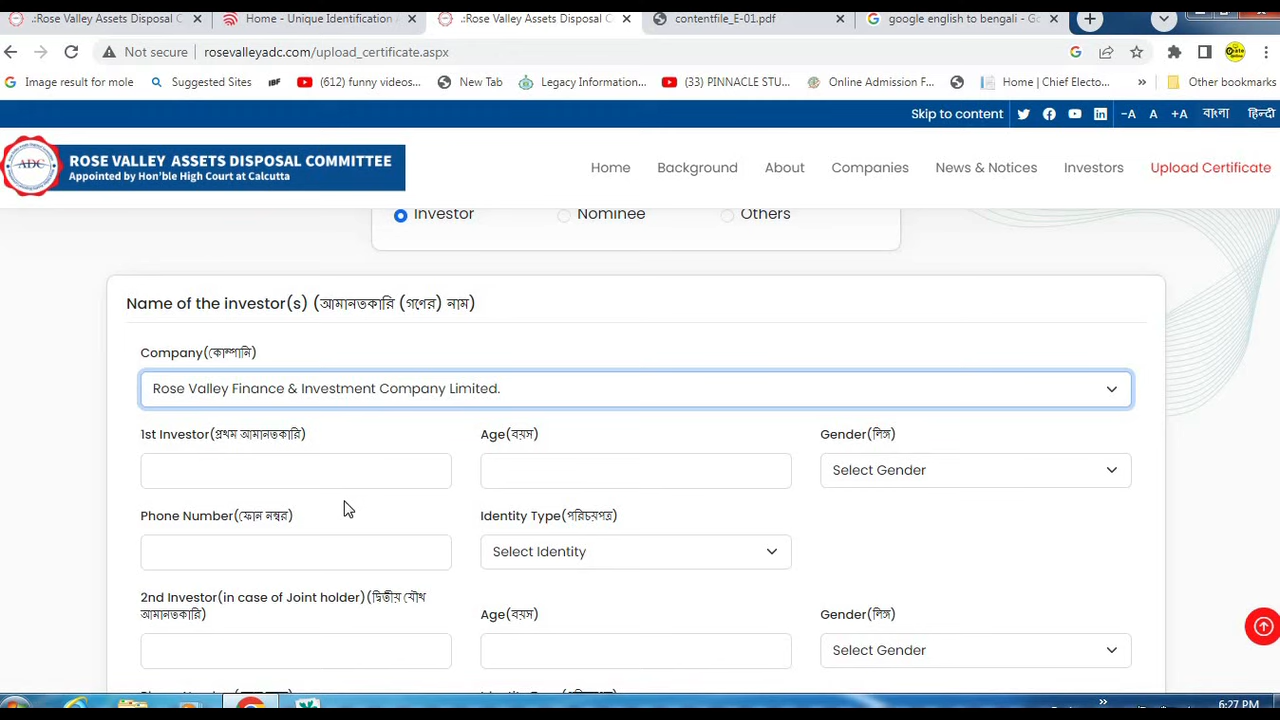 .:Rose Valley Assets Disposal C
Home - Unique Identification A
.:Rose Valley Assets Disposal C
contentfile_E-01.pdf
google english to bengali - Go
Not secure
rosevalleyadc.com/upload_certificate.aspx
Image result for mole
Suggested Sites
(612) funny videos...
New Tab
Legacy Information...
(33) PINNACLE STU...
Online Admission F...
Home | Chief Electo...
»
Other bookmarks
Skip to content
-A
A
+A
বাংলা
हिन्दी
ADC
ROSE VALLEY ASSETS DISPOSAL COMMITTEE
Appointed by Hon'ble High Court at Calcutta
Home
Background
About
Companies
News & Notices
Investors
Upload Certificate
Investor
Nominee
Others
Name of the investor(s) (আমানতকারি (গণের) নাম)
Company(কোম্পানি)
Rose Valley Finance & Investment Company Limited.
1st Investor(প্রথম আমানতকারি)
Age(বয়স)
Gender(লিঙ্গ)
Select Gender
Phone Number(ফোন নম্বর)
Identity Type(পরিচয়পত্র)
Select Identity
2nd Investor(in case of Joint holder)(দ্বিতীয় যৌথ
আমানতকারি)
Age(বয়স)
Gender(লিঙ্গ)
Select Gender
»
6:27 PM